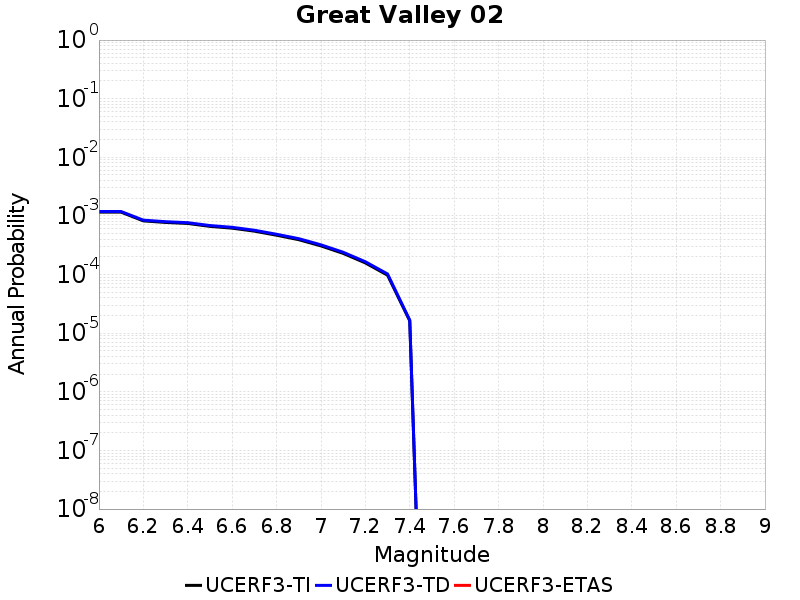 Great Valley 02
Annual Probability
10^0
10^-1
10^-2
10^-3
10^-4
10^-5
10^-6
10^-7
10^-8
6 6.2 6.4 6.6 6.8 7 7.2 7.4 7.6 7.8 8 8.2 8.4 8.6 8.8 9
Magnitude
UCERF3-TI UCERF3-TD UCERF3-ETAS